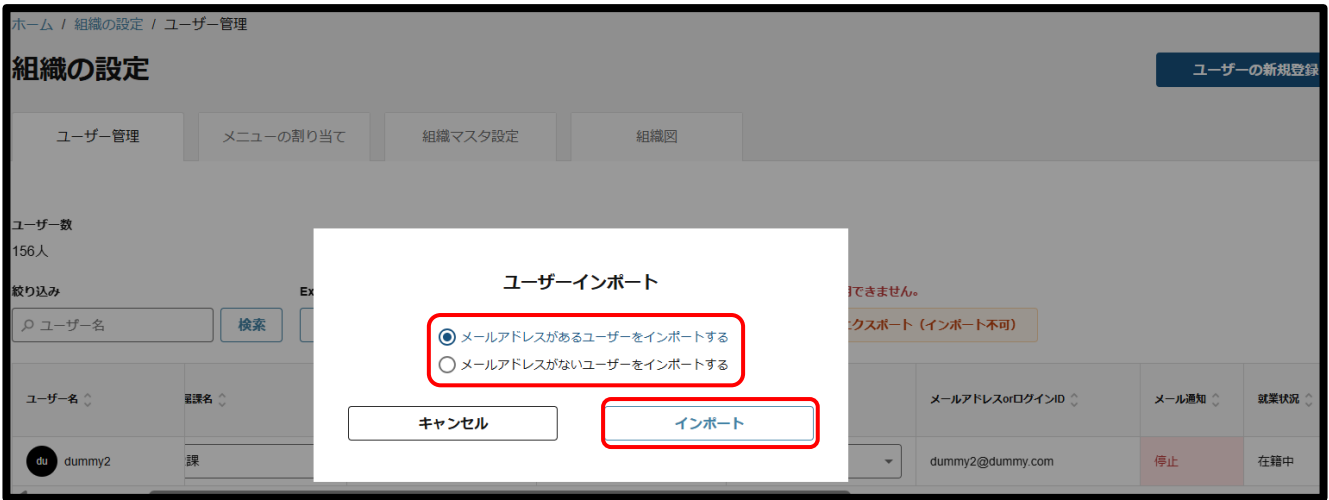 ホーム / 組織の設定 / ユーザー管理
組織の設定
ユーザーの新規登録
ユーザー管理
メニューの割り当て
組織マスタ設定
組織図
ユーザー数
156人
絞り込み
Ex
できません。
ユーザー名
検索
クスポート（インポート不可）
ユーザーインポート
メールアドレスがあるユーザーをインポートする
メールアドレスがないユーザーをインポートする
キャンセル
インポート
ユーザー名
課名
メールアドレスorログインID
メール通知
就業状況
du
dummy2
課
dummy2@dummy.com
停止
在籍中